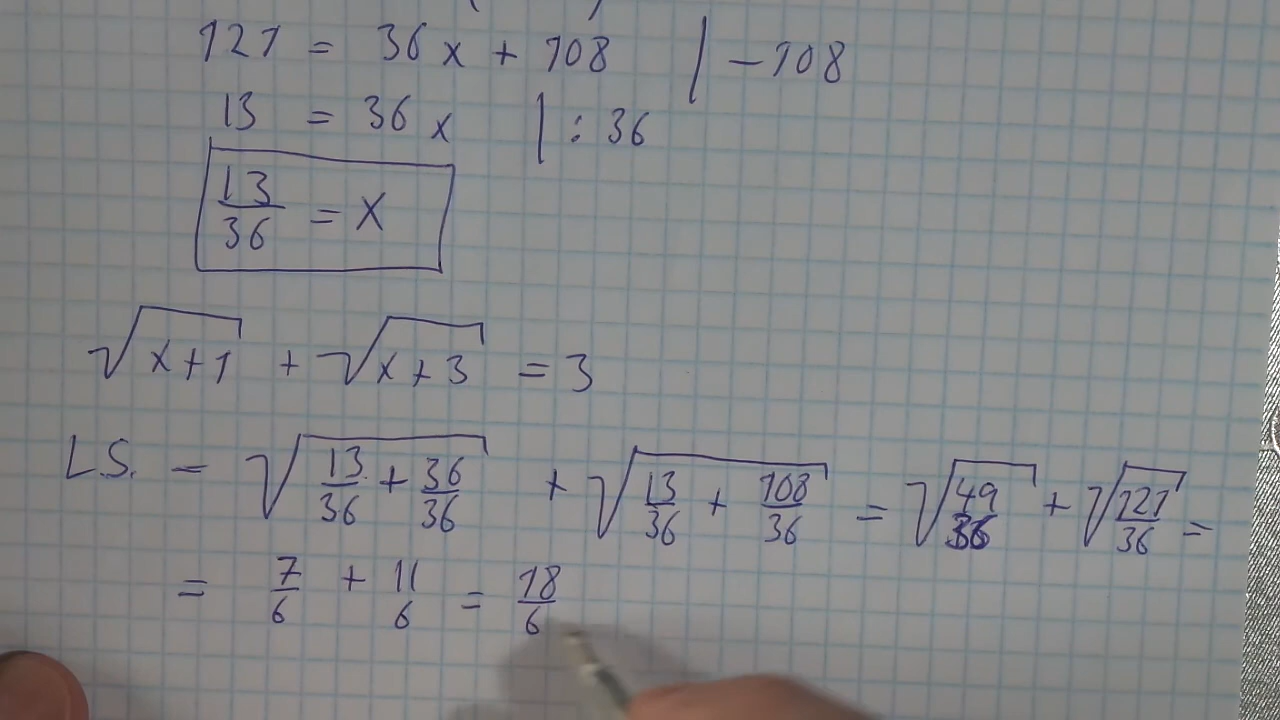 121 = 36x + 108 | - 108
13 = 36x | : 36
13/36 = x
√(x+1) + √(x+3) = 3
L.S. = √(13/36 + 36/36) + √(13/36 + 108/36) = √(49/36) + √(121/36) =
= 7/6 + 11/6 = 18/6